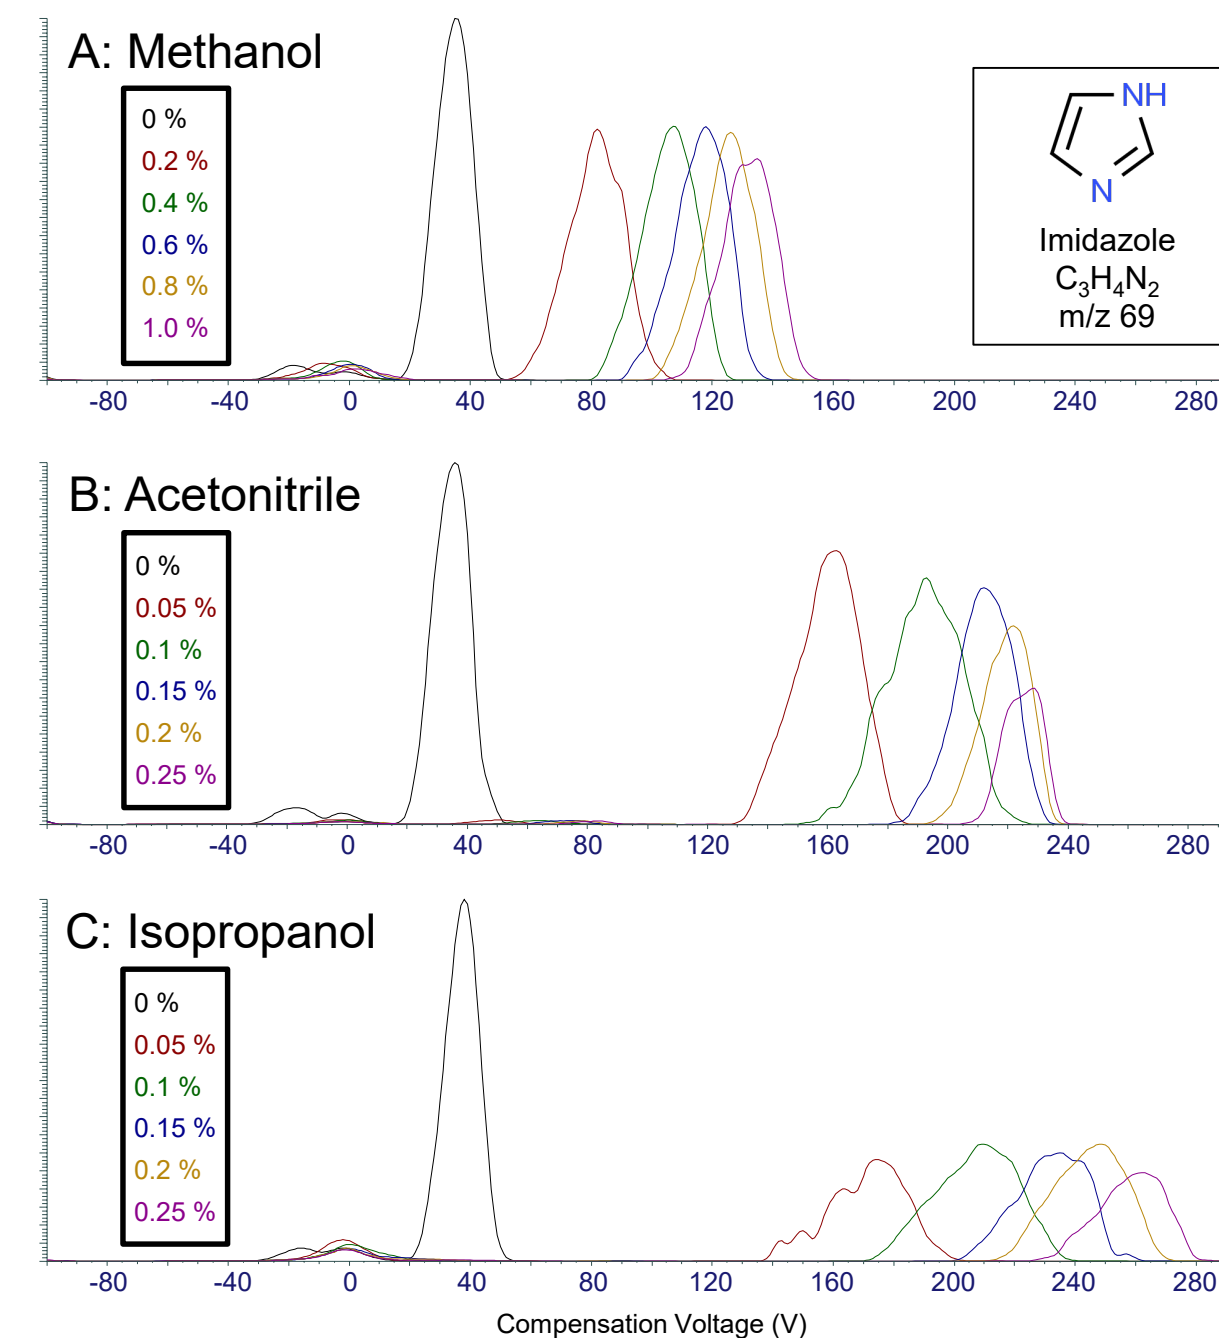 A: Methanol
0 %
0.2 %
0.4 %
0.6 %
0.8 %
1.0 %
NH
N
Imidazole
C₃H₄N₂
m/z 69
-80 -40 0 40 80 120 160 200 240 280
B: Acetonitrile
0 %
0.05 %
0.1 %
0.15 %
0.2 %
0.25 %
-80 -40 0 40 80 120 160 200 240 280
C: Isopropanol
0 %
0.05 %
0.1 %
0.15 %
0.2 %
0.25 %
-80 -40 0 40 80 120 160 200 240 280
Compensation Voltage (V)